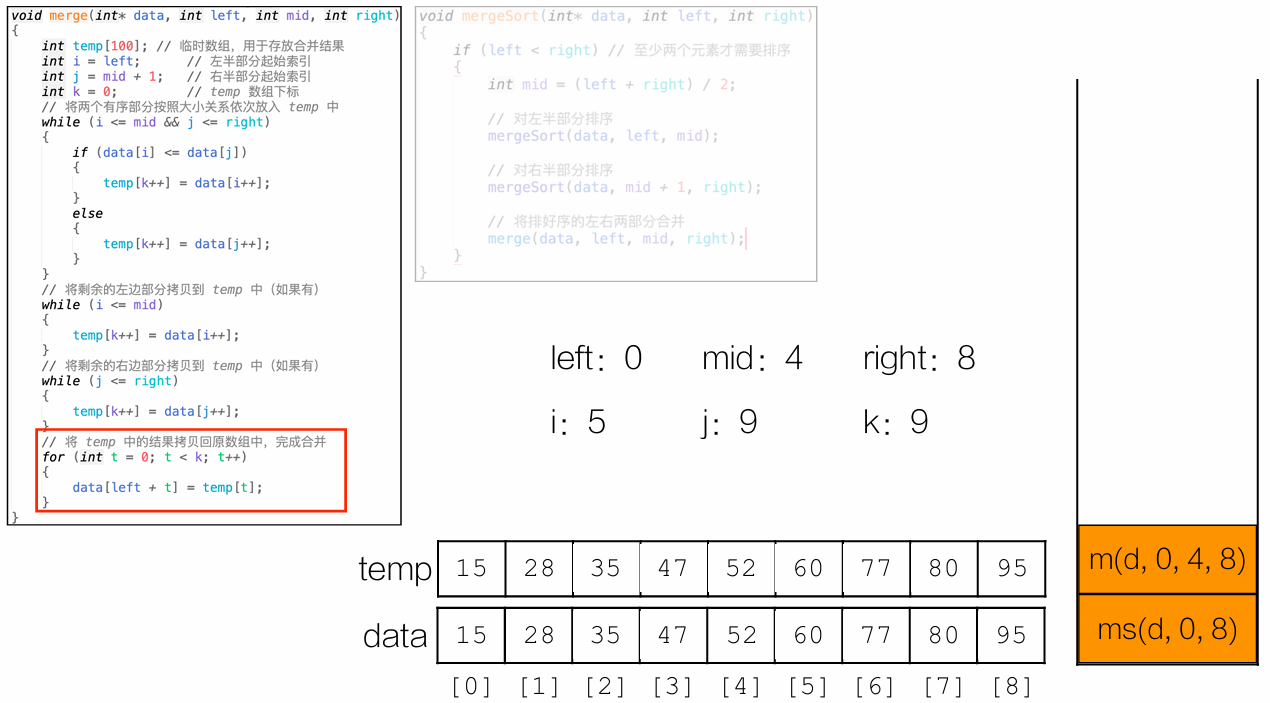 void merge(int* data, int left, int mid, int right)
{
int temp[100]; // 临时数组，用于存放合并结果
int i = left; // 左半部分起始索引
int j = mid + 1; // 右半部分起始索引
int k = 0; // temp 数组下标
// 将两个有序部分按照大小关系依次放入 temp 中
while (i <= mid && j <= right)
{
if (data[i] <= data[j])
{
temp[k++] = data[i++];
}
else
{
temp[k++] = data[j++];
}
}
// 将剩余的左边部分拷贝到 temp 中（如果有）
while (i <= mid)
{
temp[k++] = data[i++];
}
// 将剩余的右边部分拷贝到 temp 中（如果有）
while (j <= right)
{
temp[k++] = data[j++];
}
// 将 temp 中的结果拷贝回原数组中，完成合并
for (int t = 0; t < k; t++)
{
data[left + t] = temp[t];
}
}
void mergeSort(int* data, int left, int right)
{
if (left < right) // 至少两个元素才需要排序
{
int mid = (left + right) / 2;
// 对左半部分排序
mergeSort(data, left, mid);
// 对右半部分排序
mergeSort(data, mid + 1, right);
// 将排好序的左右两部分合并
merge(data, left, mid, right);
}
}
left：0 mid：4 right：8
i：5 j：9 k：9
temp 15 28 35 47 52 60 77 80 95
data 15 28 35 47 52 60 77 80 95
[0] [1] [2] [3] [4] [5] [6] [7] [8]
m(d, 0, 4, 8)
ms(d, 0, 8)